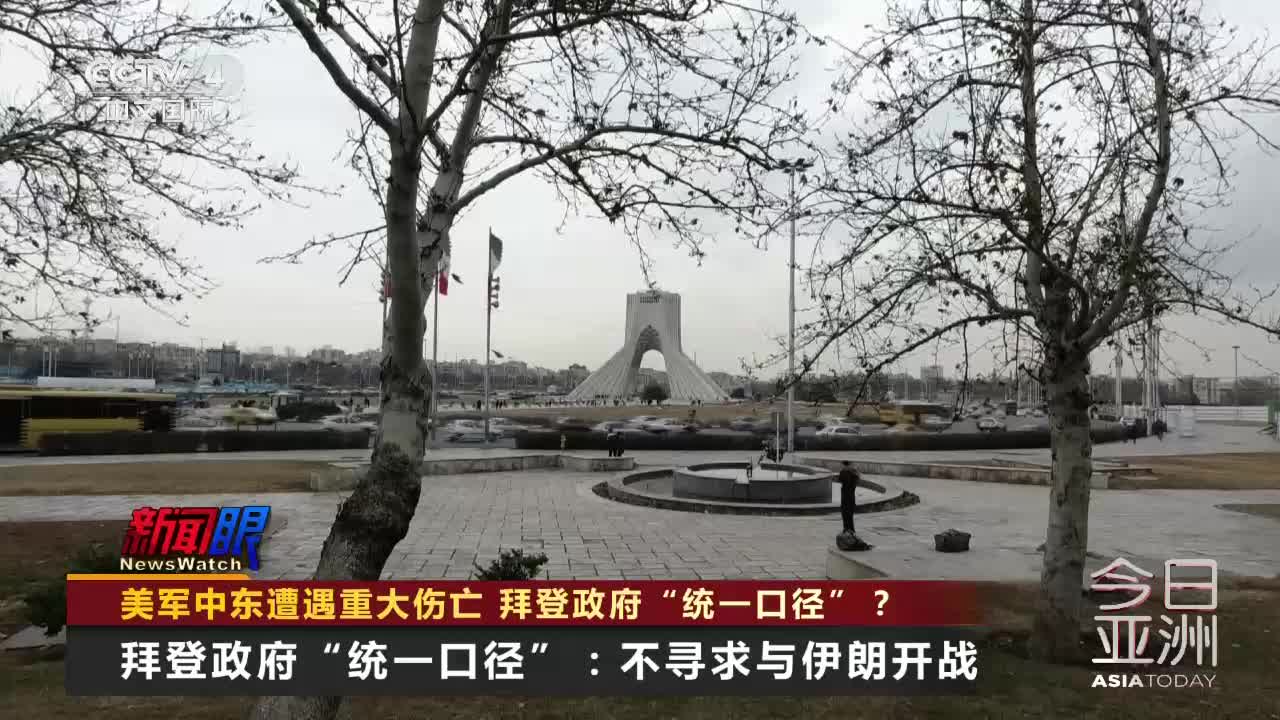 CCTV 4
中文国际
新闻眼
NewsWatch
美军中东遭遇重大伤亡 拜登政府“统一口径”？
拜登政府“统一口径”：不寻求与伊朗开战
今日
亚洲
ASIA TODAY